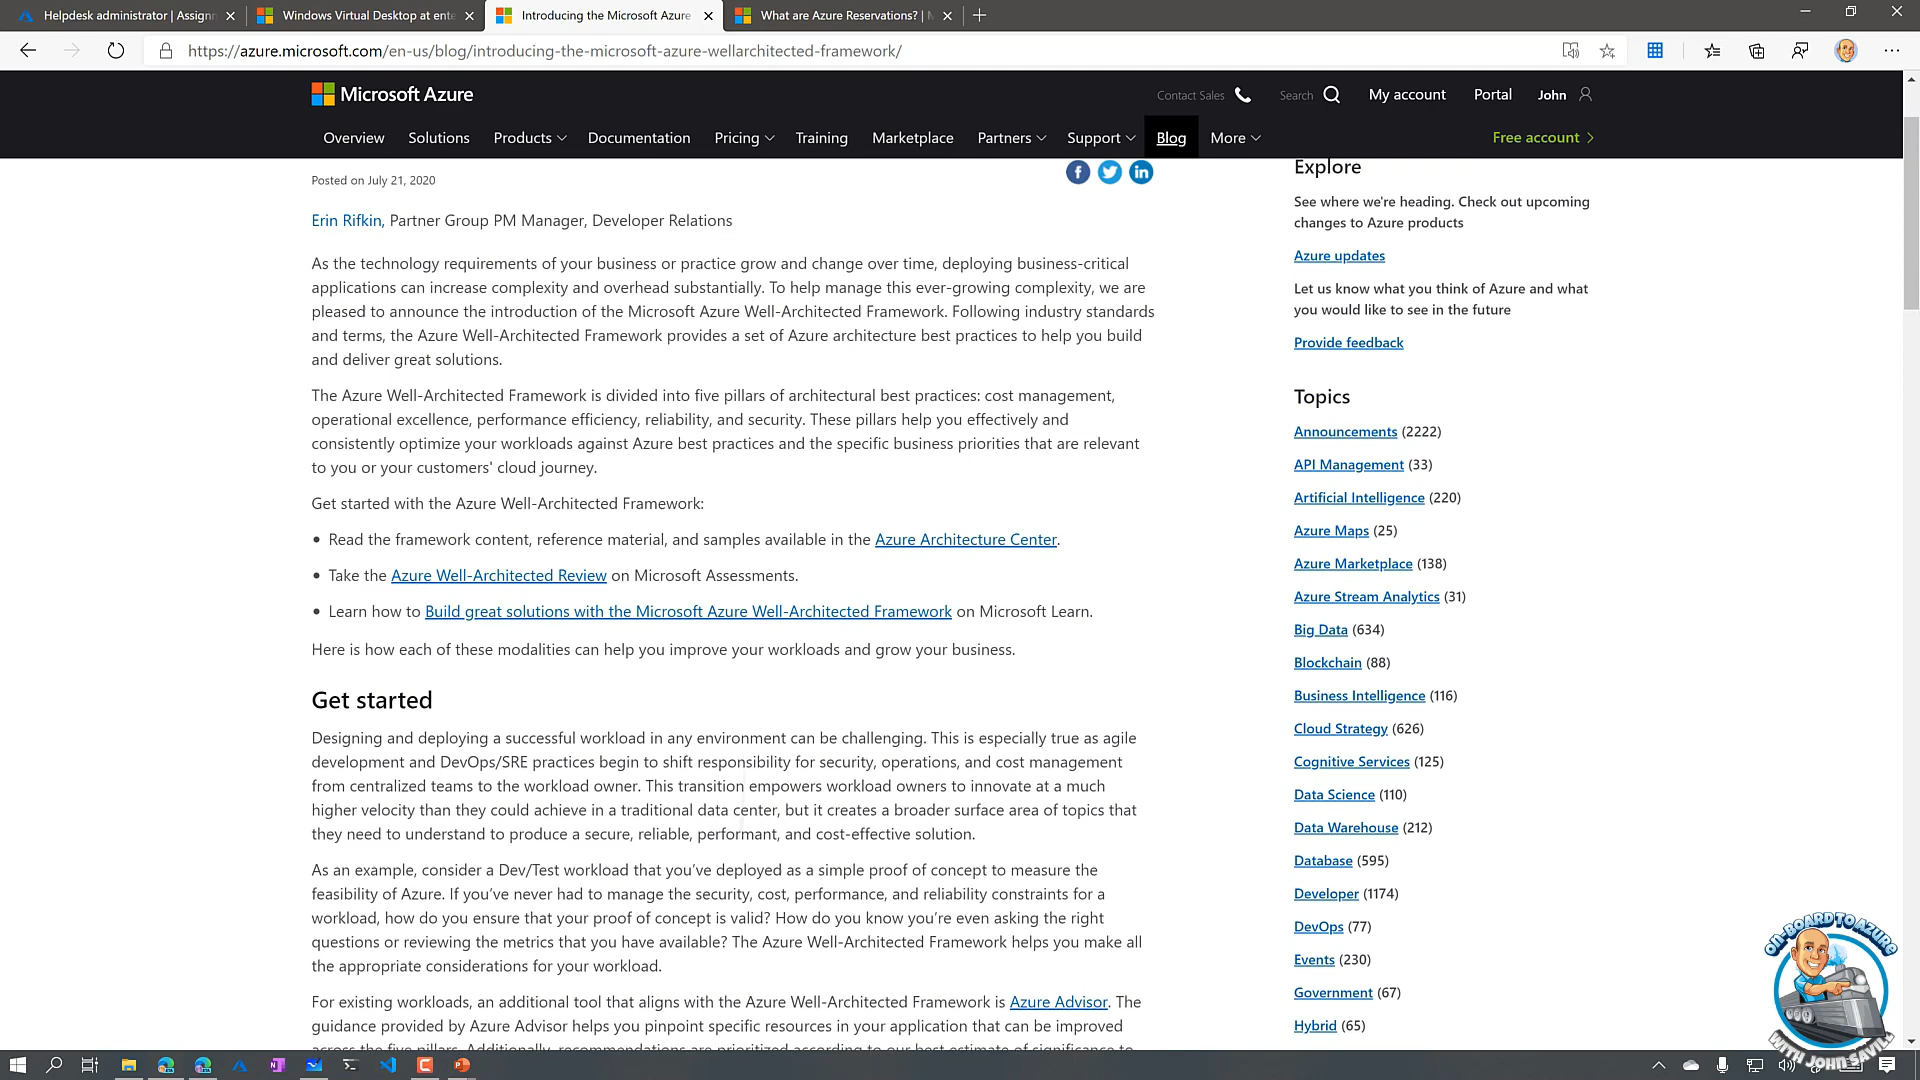 Helpdesk administrator | Assignm
Windows Virtual Desktop at ente
Introducing the Microsoft Azure
What are Azure Reservations? | M
https://azure.microsoft.com/en-us/blog/introducing-the-microsoft-azure-wellarchitected-framework/
Microsoft Azure
Contact Sales
Search
My account
Portal
John
Overview
Solutions
Products
Documentation
Pricing
Training
Marketplace
Partners
Support
Blog
More
Free account
Posted on July 21, 2020
Erin Rifkin, Partner Group PM Manager, Developer Relations
As the technology requirements of your business or practice grow and change over time, deploying business-critical
applications can increase complexity and overhead substantially. To help manage this ever-growing complexity, we are
pleased to announce the introduction of the Microsoft Azure Well-Architected Framework. Following industry standards
and terms, the Azure Well-Architected Framework provides a set of Azure architecture best practices to help you build
and deliver great solutions.
The Azure Well-Architected Framework is divided into five pillars of architectural best practices: cost management,
operational excellence, performance efficiency, reliability, and security. These pillars help you effectively and
consistently optimize your workloads against Azure best practices and the specific business priorities that are relevant
to you or your customers' cloud journey.
Get started with the Azure Well-Architected Framework:
• Read the framework content, reference material, and samples available in the Azure Architecture Center.
• Take the Azure Well-Architected Review on Microsoft Assessments.
• Learn how to Build great solutions with the Microsoft Azure Well-Architected Framework on Microsoft Learn.
Here is how each of these modalities can help you improve your workloads and grow your business.
Get started
Designing and deploying a successful workload in any environment can be challenging. This is especially true as agile
development and DevOps/SRE practices begin to shift responsibility for security, operations, and cost management
from centralized teams to the workload owner. This transition empowers workload owners to innovate at a much
higher velocity than they could achieve in a traditional data center, but it creates a broader surface area of topics that
they need to understand to produce a secure, reliable, performant, and cost-effective solution.
As an example, consider a Dev/Test workload that you've deployed as a simple proof of concept to measure the
feasibility of Azure. If you've never had to manage the security, cost, performance, and reliability constraints for a
workload, how do you ensure that your proof of concept is valid? How do you know you're even asking the right
questions or reviewing the metrics that you have available? The Azure Well-Architected Framework helps you make all
the appropriate considerations for your workload.
For existing workloads, an additional tool that aligns with the Azure Well-Architected Framework is Azure Advisor. The
guidance provided by Azure Advisor helps you pinpoint specific resources in your application that can be improved
across the five pillars. Additionally, recommendations are prioritized according to our best estimate of significance to
Explore
See where we're heading. Check out upcoming
changes to Azure products
Azure updates
Let us know what you think of Azure and what
you would like to see in the future
Provide feedback
Topics
Announcements (2222)
API Management (33)
Artificial Intelligence (220)
Azure Maps (25)
Azure Marketplace (138)
Azure Stream Analytics (31)
Big Data (634)
Blockchain (88)
Business Intelligence (116)
Cloud Strategy (626)
Cognitive Services (125)
Data Science (110)
Data Warehouse (212)
Database (595)
Developer (1174)
DevOps (77)
Events (230)
Government (67)
Hybrid (65)
ON-BOARD TO AZURE
WITH JOHN SAVILL